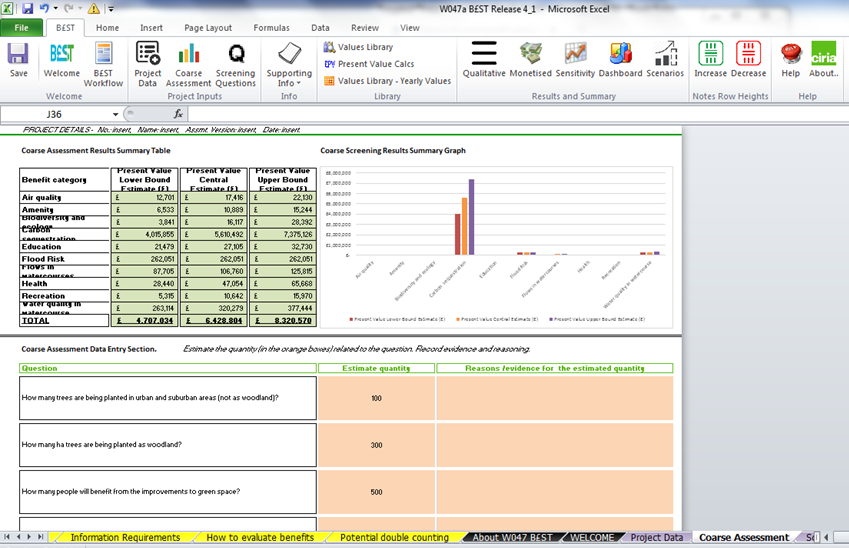 W047a B£ST Release 4_1 - Microsoft Excel
File B£ST Home Insert Page Layout Formulas Data Review View
Save Welcome B£ST Workflow Project Data Coarse Assessment Screening Questions Supporting Info Values Library Present Value Calcs Values Library - Yearly Values Qualitative Monetised Sensitivity Dashboard Scenarios Increase Decrease Help About..
Welcome Project Inputs Info Library Results and Summary Notes Row Heights Help
J36 fx
PROJECT DETAILS - No.:insert, Name:insert, Assmt. Version:insert, Date:insert.
Coarse Assessment Results Summary Table Coarse Screening Results Summary Graph
Benefit category Present Value Lower Bound Estimate (£) Present Value Central Estimate (£) Present Value Upper Bound Estimate (£)
Air quality £ 12,701 £ 17,416 £ 22,130
Amenity £ 6,533 £ 10,889 £ 15,244
Biodiversity and ecology £ 3,841 £ 16,117 £ 28,392
Carbon sequestration £ 4,015,855 £ 5,610,492 £ 7,375,126
Education £ 21,479 £ 27,105 £ 32,730
Flood Risk £ 262,051 £ 262,051 £ 262,051
Flows in watercourses £ 87,705 £ 106,760 £ 125,815
Health £ 28,440 £ 47,054 £ 65,668
Recreation £ 5,315 £ 10,642 £ 15,970
Water quality in watercourse £ 263,114 £ 320,279 £ 377,444
TOTAL £ 4,707,034 £ 6,428,804 £ 8,320,570
£8,000,000
£7,000,000
£6,000,000
£5,000,000
£4,000,000
£3,000,000
£2,000,000
£1,000,000
£-
Air quality Amenity Biodiversity and ecology Carbon sequestration Education Flood Risk Flows in watercourses Health Recreation Water quality in watercourse
Present Value Lower Bound Estimate (£) Present Value Central Estimate (£) Present Value Upper Bound Estimate (£)
Coarse Assessment Data Entry Section. Estimate the quantity (in the orange boxes) related to the question. Record evidence and reasoning.
Question Estimate quantity Reasons /evidence for the estimated quantity
How many trees are being planted in urban and suburban areas (not as woodland)? 100
How many ha trees are being planted as woodland? 300
How many people will benefit from the improvements to green space? 500
Information Requirements How to evaluate benefits Potential double counting About W047 B£ST WELCOME Project Data Coarse Assessment